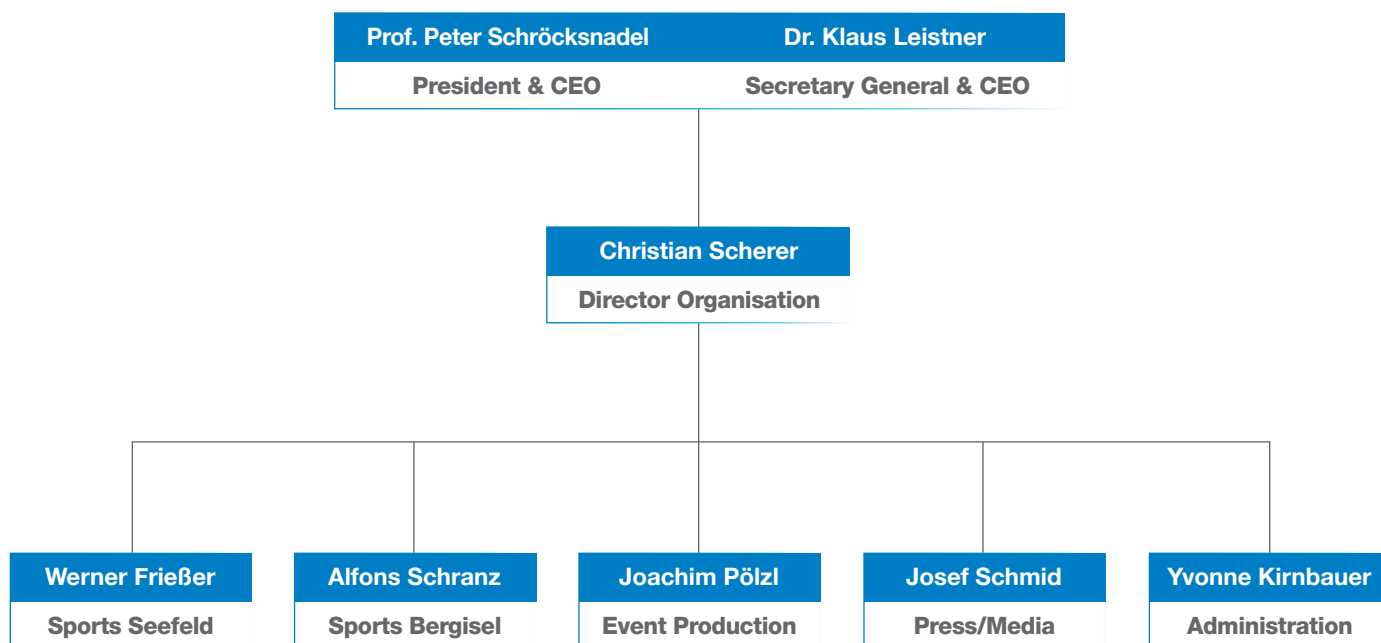 Prof. Peter Schröcksnadel Dr. Klaus Leistner
President & CEO Secretary General & CEO
Christian Scherer
Director Organisation
Werner Frießer Alfons Schranz Joachim Pölzl Josef Schmid Yvonne Kirnbauer
Sports Seefeld Sports Bergisel Event Production Press/Media Administration